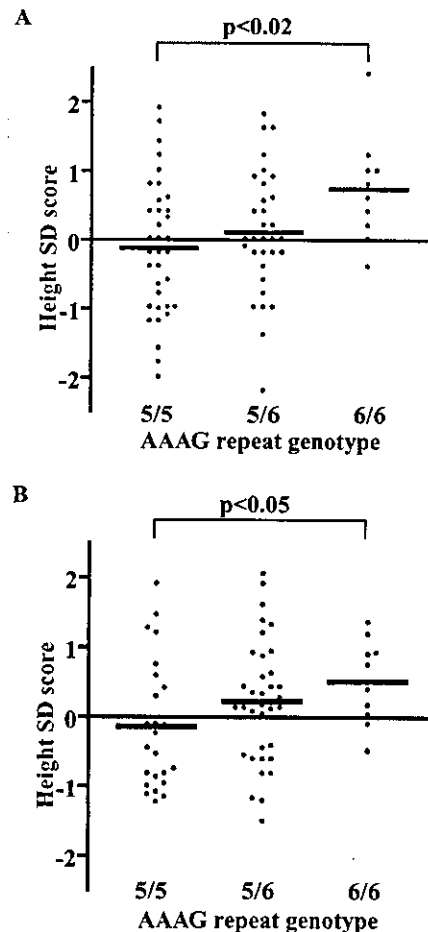 A
p<0.02
Height SD score
2
1
0
-1
-2
5/5 5/6 6/6
AAAG repeat genotype
B
p<0.05
Height SD score
2
1
0
-1
-2
5/5 5/6 6/6
AAAG repeat genotype